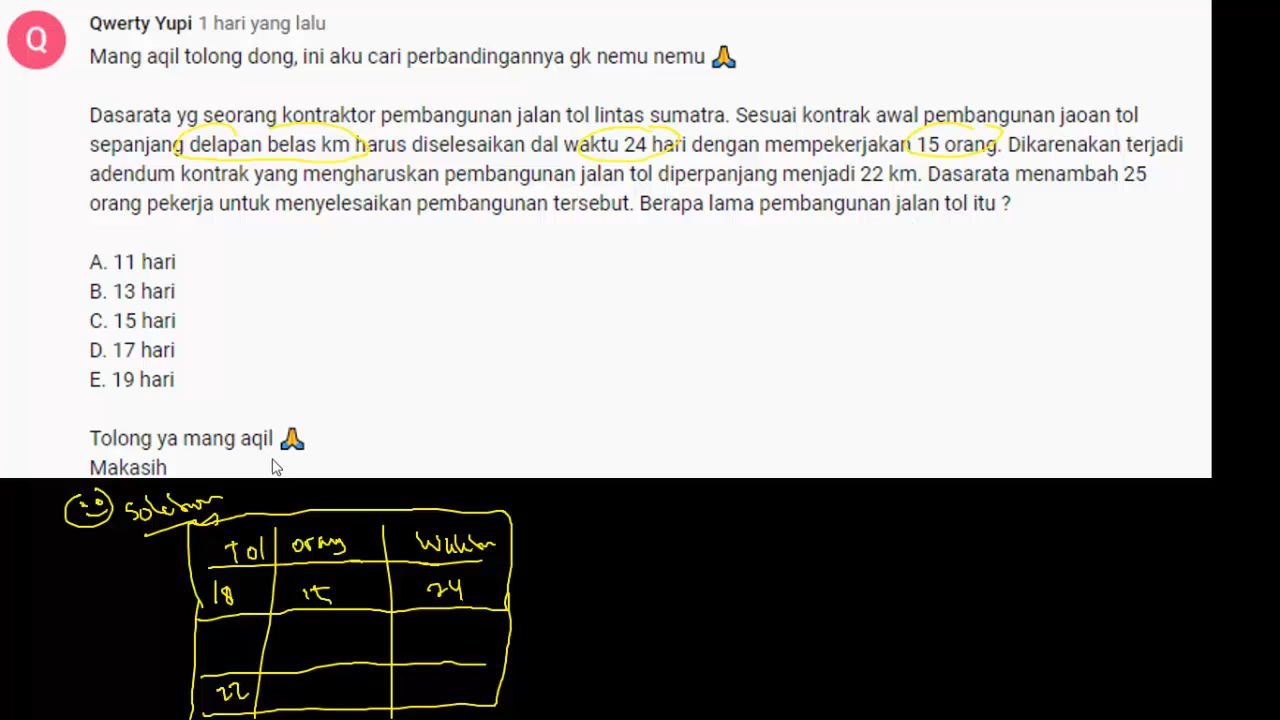 Q
Qwerty Yupi 1 hari yang lalu
Mang aqil tolong dong, ini aku cari perbandingannya gk nemu nemu 🙏
Dasarata yg seorang kontraktor pembangunan jalan tol lintas sumatra. Sesuai kontrak awal pembangunan jaoan tol
sepanjang delapan belas km harus diselesaikan dal waktu 24 hari dengan mempekerjakan 15 orang. Dikarenakan terjadi
adendum kontrak yang mengharuskan pembangunan jalan tol diperpanjang menjadi 22 km. Dasarata menambah 25
orang pekerja untuk menyelesaikan pembangunan tersebut. Berapa lama pembangunan jalan tol itu ?
A. 11 hari
B. 13 hari
C. 15 hari
D. 17 hari
E. 19 hari
Tolong ya mang aqil 🙏
Makasih
Tol orang Waktu
18 15 24
22